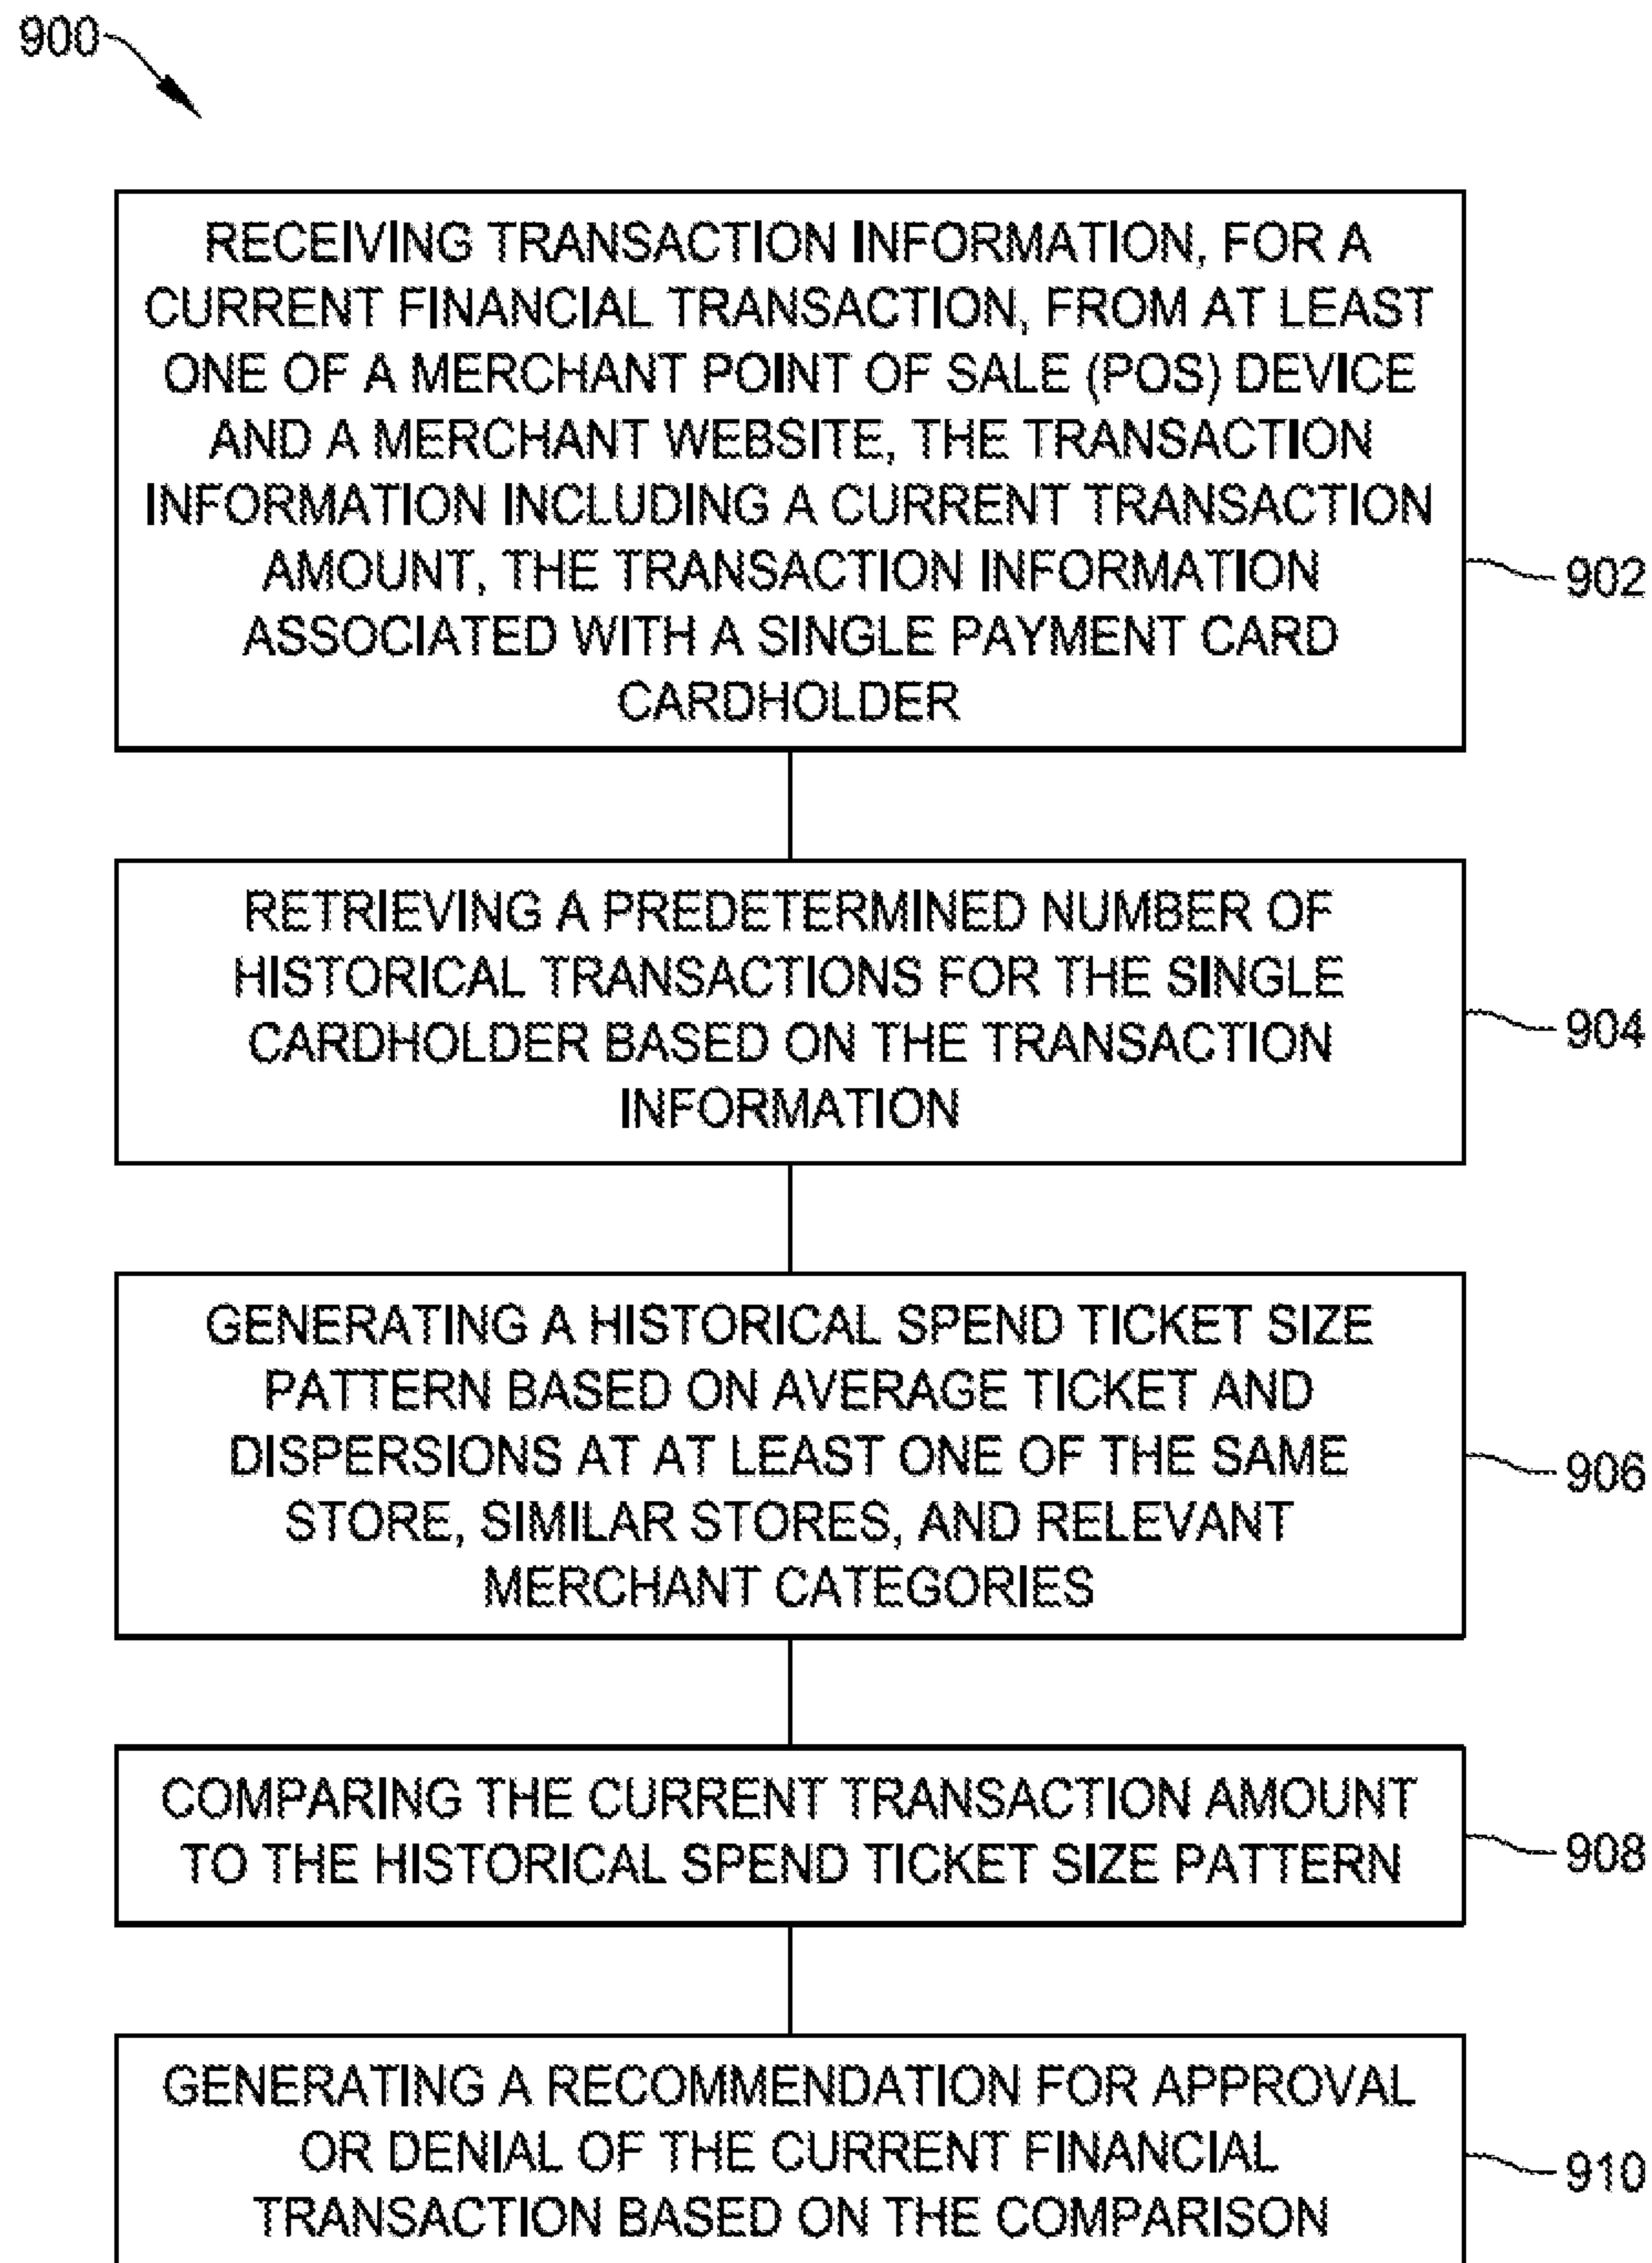 900
RECEIVING TRANSACTION INFORMATION, FOR A
CURRENT FINANCIAL TRANSACTION, FROM AT LEAST
ONE OF A MERCHANT POINT OF SALE (POS) DEVICE
AND A MERCHANT WEBSITE, THE TRANSACTION
INFORMATION INCLUDING A CURRENT TRANSACTION
AMOUNT, THE TRANSACTION INFORMATION
ASSOCIATED WITH A SINGLE PAYMENT CARD
CARDHOLDER
902
RETRIEVING A PREDETERMINED NUMBER OF
HISTORICAL TRANSACTIONS FOR THE SINGLE
CARDHOLDER BASED ON THE TRANSACTION
INFORMATION
904
GENERATING A HISTORICAL SPEND TICKET SIZE
PATTERN BASED ON AVERAGE TICKET AND
DISPERSIONS AT AT LEAST ONE OF THE SAME
STORE, SIMILAR STORES, AND RELEVANT
MERCHANT CATEGORIES
906
COMPARING THE CURRENT TRANSACTION AMOUNT
TO THE HISTORICAL SPEND TICKET SIZE PATTERN
908
GENERATING A RECOMMENDATION FOR APPROVAL
OR DENIAL OF THE CURRENT FINANCIAL
TRANSACTION BASED ON THE COMPARISON
910